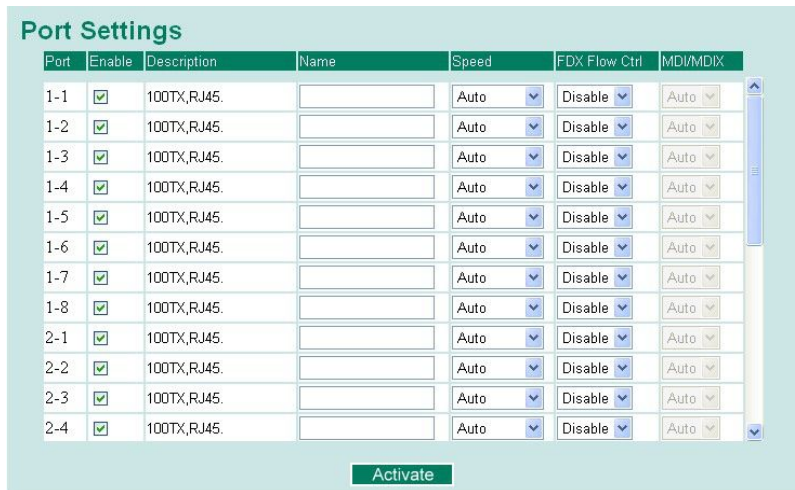 Port Settings
Port Enable Description Name Speed FDX Flow Ctrl MDI/MDIX
1-1 100TX,RJ45. Auto Disable Auto
1-2 100TX,RJ45. Auto Disable Auto
1-3 100TX,RJ45. Auto Disable Auto
1-4 100TX,RJ45. Auto Disable Auto
1-5 100TX,RJ45. Auto Disable Auto
1-6 100TX,RJ45. Auto Disable Auto
1-7 100TX,RJ45. Auto Disable Auto
1-8 100TX,RJ45. Auto Disable Auto
2-1 100TX,RJ45. Auto Disable Auto
2-2 100TX,RJ45. Auto Disable Auto
2-3 100TX,RJ45. Auto Disable Auto
2-4 100TX,RJ45. Auto Disable Auto
Activate